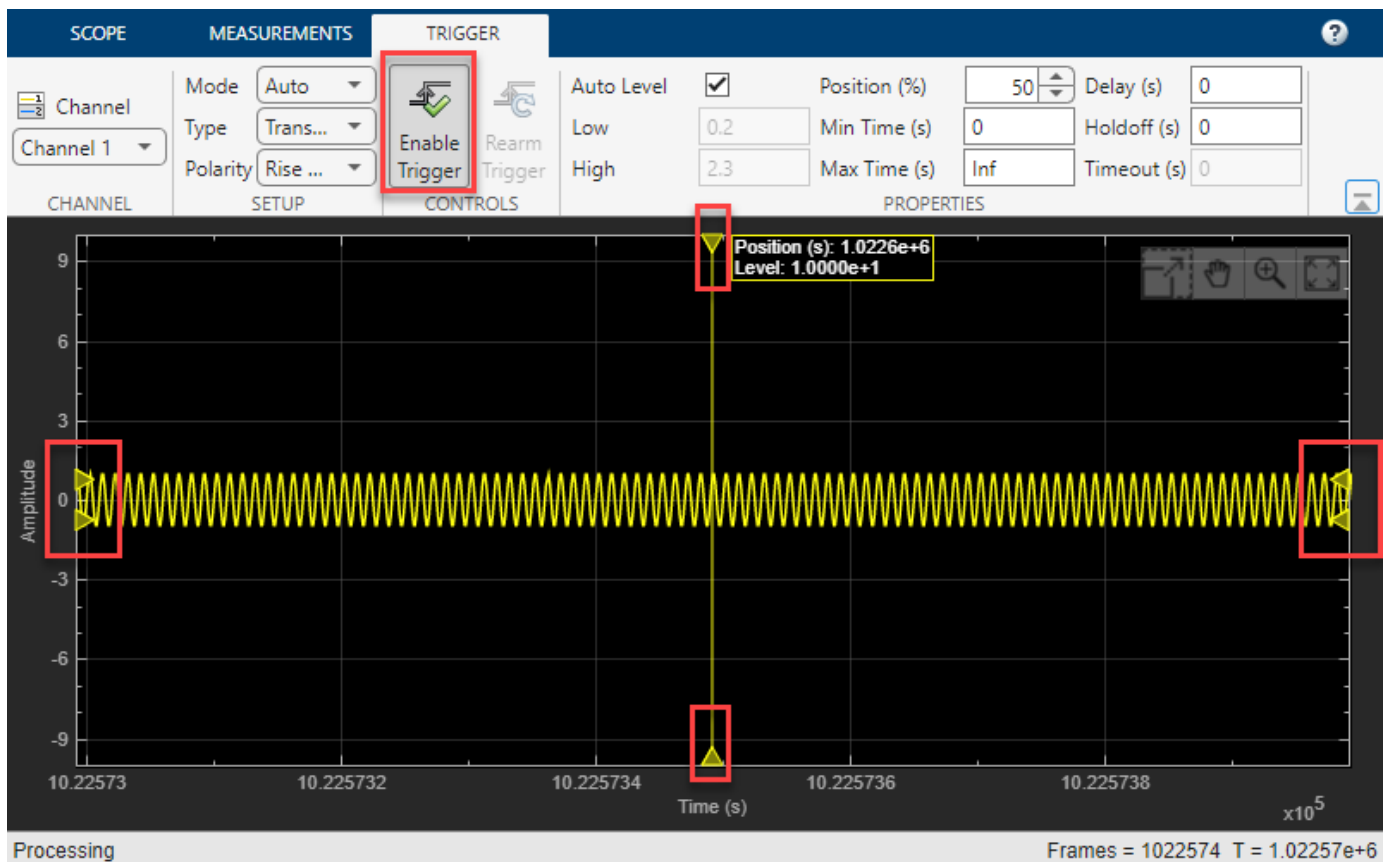 SCOPE MEASUREMENTS TRIGGER ?
Mode Auto Auto Level Position (%) 50 Delay (s) 0
Channel
Type Trans... Low 0.2 Min Time (s) 0 Holdoff (s) 0
Channel 1
Enable Rearm
Polarity Rise ... Trigger Trigger High 2.3 Max Time (s) Inf Timeout (s) 0
CHANNEL SETUP CONTROLS PROPERTIES
Position (s): 1.0226e+6
Level: 1.0000e+1
9
6
3
Amplitude
0
-3
-6
-9
10.22573 10.225732 10.225734 10.225736 10.225738
Time (s)
x10^5
Processing Frames = 1022574 T = 1.02257e+6